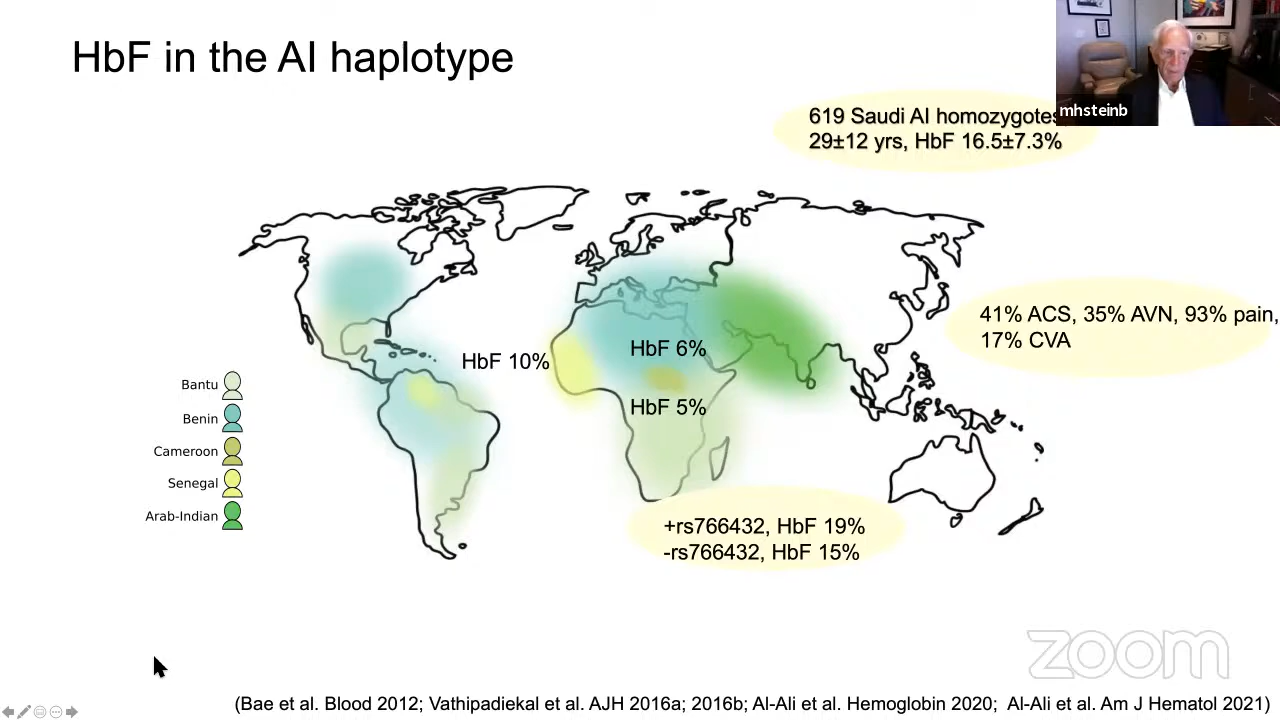 HbF in the AI haplotype
mhsteinb
619 Saudi AI homozygotes
29±12 yrs, HbF 16.5±7.3%
41% ACS, 35% AVN, 93% pain,
17% CVA
HbF 10%
HbF 6%
HbF 5%
Bantu
Benin
Cameroon
Senegal
Arab-Indian
+rs766432, HbF 19%
-rs766432, HbF 15%
zoom
(Bae et al. Blood 2012; Vathipadiekal et al. AJH 2016a; 2016b; Al-Ali et al. Hemoglobin 2020;  Al-Ali et al. Am J Hematol 2021)